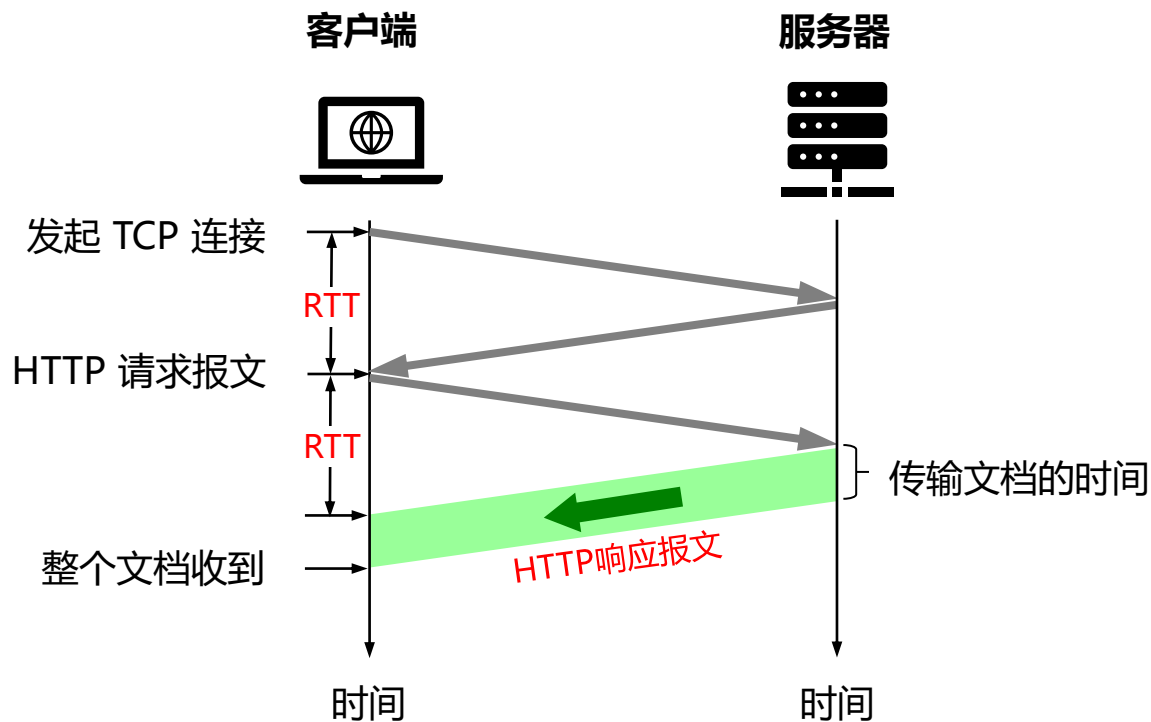 客户端
服务器
发起 TCP 连接
RTT
HTTP 请求报文
RTT
传输文档的时间
HTTP响应报文
整个文档收到
时间
时间